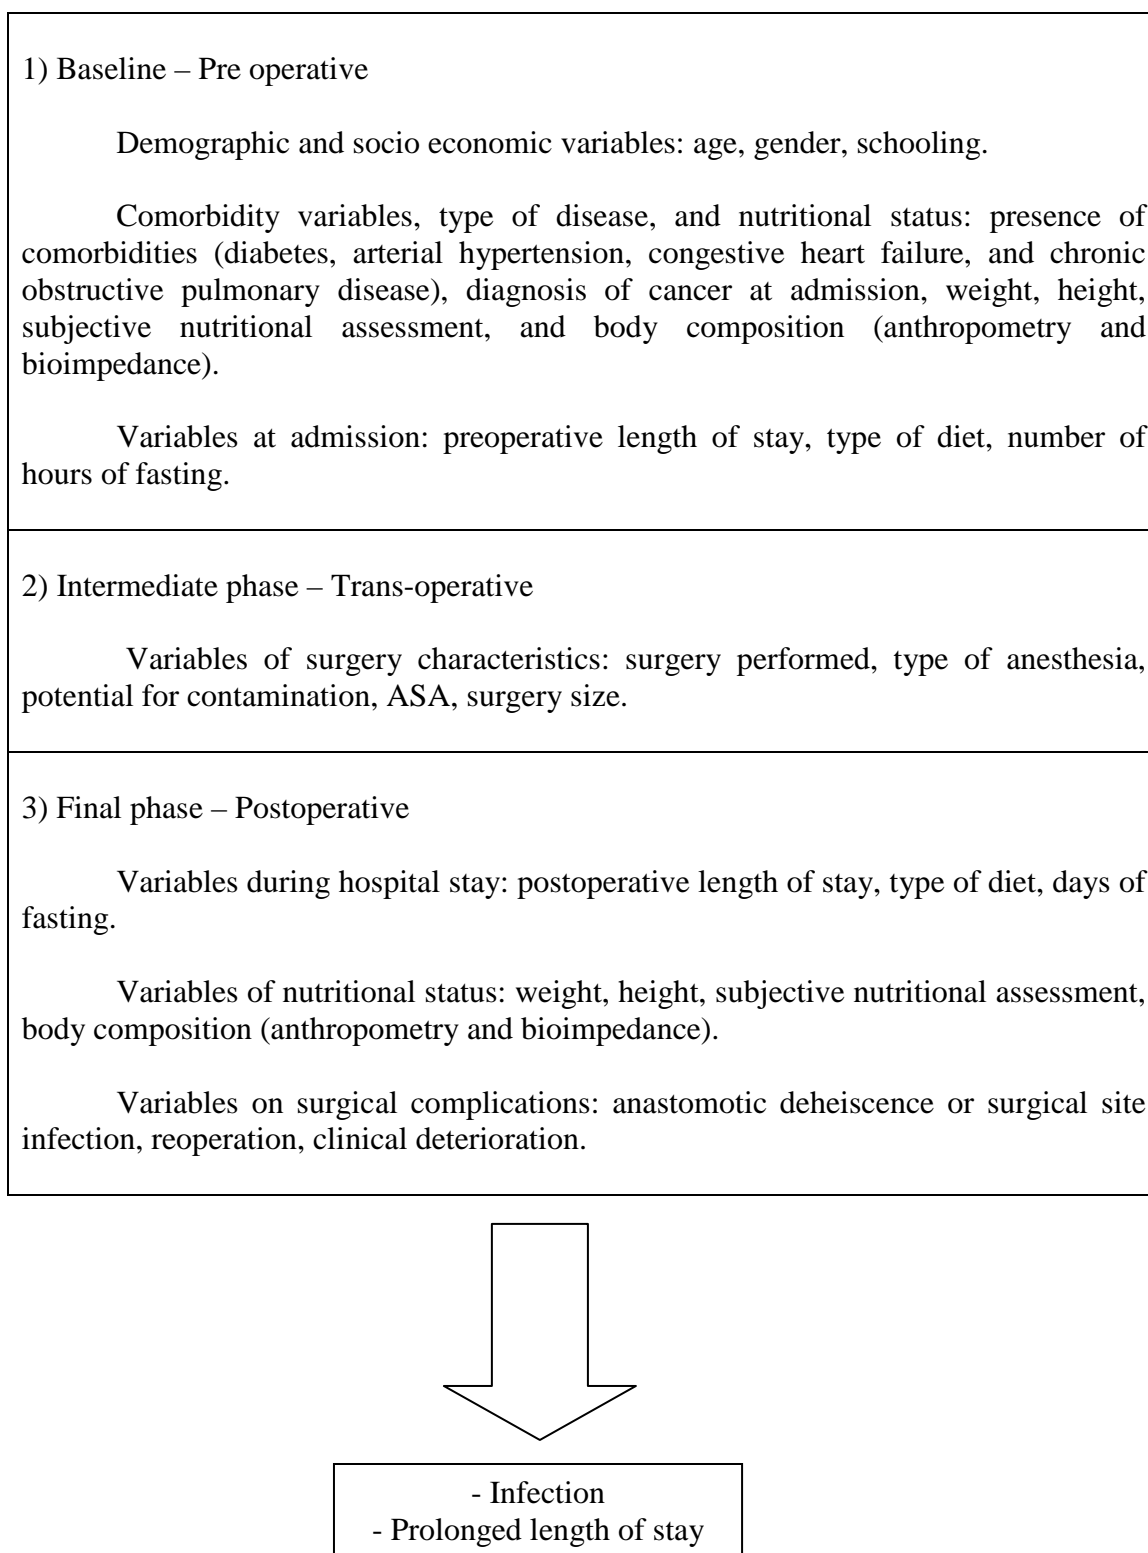 1) Baseline – Pre operative
Demographic and socio economic variables: age, gender, schooling.
Comorbidity variables, type of disease, and nutritional status: presence of
comorbidities (diabetes, arterial hypertension, congestive heart failure, and chronic
obstructive pulmonary disease), diagnosis of cancer at admission, weight, height,
subjective nutritional assessment, and body composition (anthropometry and
bioimpedance).
Variables at admission: preoperative length of stay, type of diet, number of
hours of fasting.
2) Intermediate phase – Trans-operative
Variables of surgery characteristics: surgery performed, type of anesthesia,
potential for contamination, ASA, surgery size.
3) Final phase – Postoperative
Variables during hospital stay: postoperative length of stay, type of diet, days of
fasting.
Variables of nutritional status: weight, height, subjective nutritional assessment,
body composition (anthropometry and bioimpedance).
Variables on surgical complications: anastomotic deheiscence or surgical site
infection, reoperation, clinical deterioration.
- Infection
- Prolonged length of stay